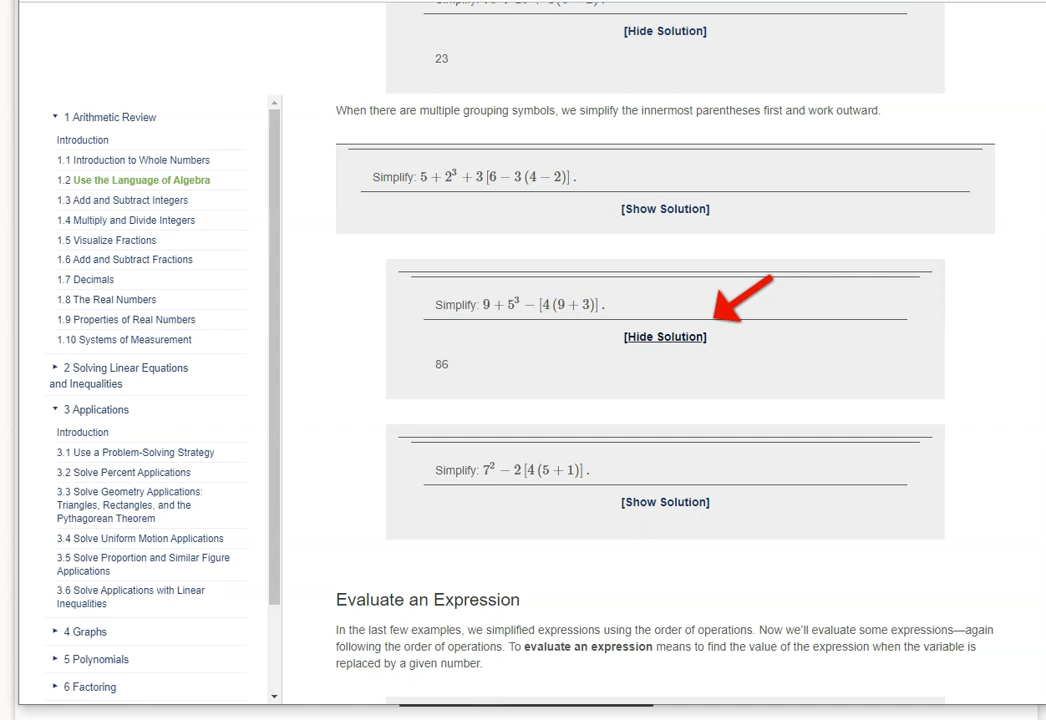 [Hide Solution]
23
When there are multiple grouping symbols, we simplify the innermost parentheses first and work outward.
Simplify: 5 + 2³ + 3 [6 − 3 (4 − 2)] .
[Show Solution]
Simplify: 9 + 5³ − [4 (9 + 3)] .
[Hide Solution]
86
Simplify: 7² − 2 [4 (5 + 1)] .
[Show Solution]
Evaluate an Expression
In the last few examples, we simplified expressions using the order of operations. Now we’ll evaluate some expressions—again
following the order of operations. To evaluate an expression means to find the value of the expression when the variable is
replaced by a given number.
1 Arithmetic Review
Introduction
1.1 Introduction to Whole Numbers
1.2 Use the Language of Algebra
1.3 Add and Subtract Integers
1.4 Multiply and Divide Integers
1.5 Visualize Fractions
1.6 Add and Subtract Fractions
1.7 Decimals
1.8 The Real Numbers
1.9 Properties of Real Numbers
1.10 Systems of Measurement
2 Solving Linear Equations
and Inequalities
3 Applications
Introduction
3.1 Use a Problem-Solving Strategy
3.2 Solve Percent Applications
3.3 Solve Geometry Applications:
Triangles, Rectangles, and the
Pythagorean Theorem
3.4 Solve Uniform Motion Applications
3.5 Solve Proportion and Similar Figure
Applications
3.6 Solve Applications with Linear
Inequalities
4 Graphs
5 Polynomials
6 Factoring